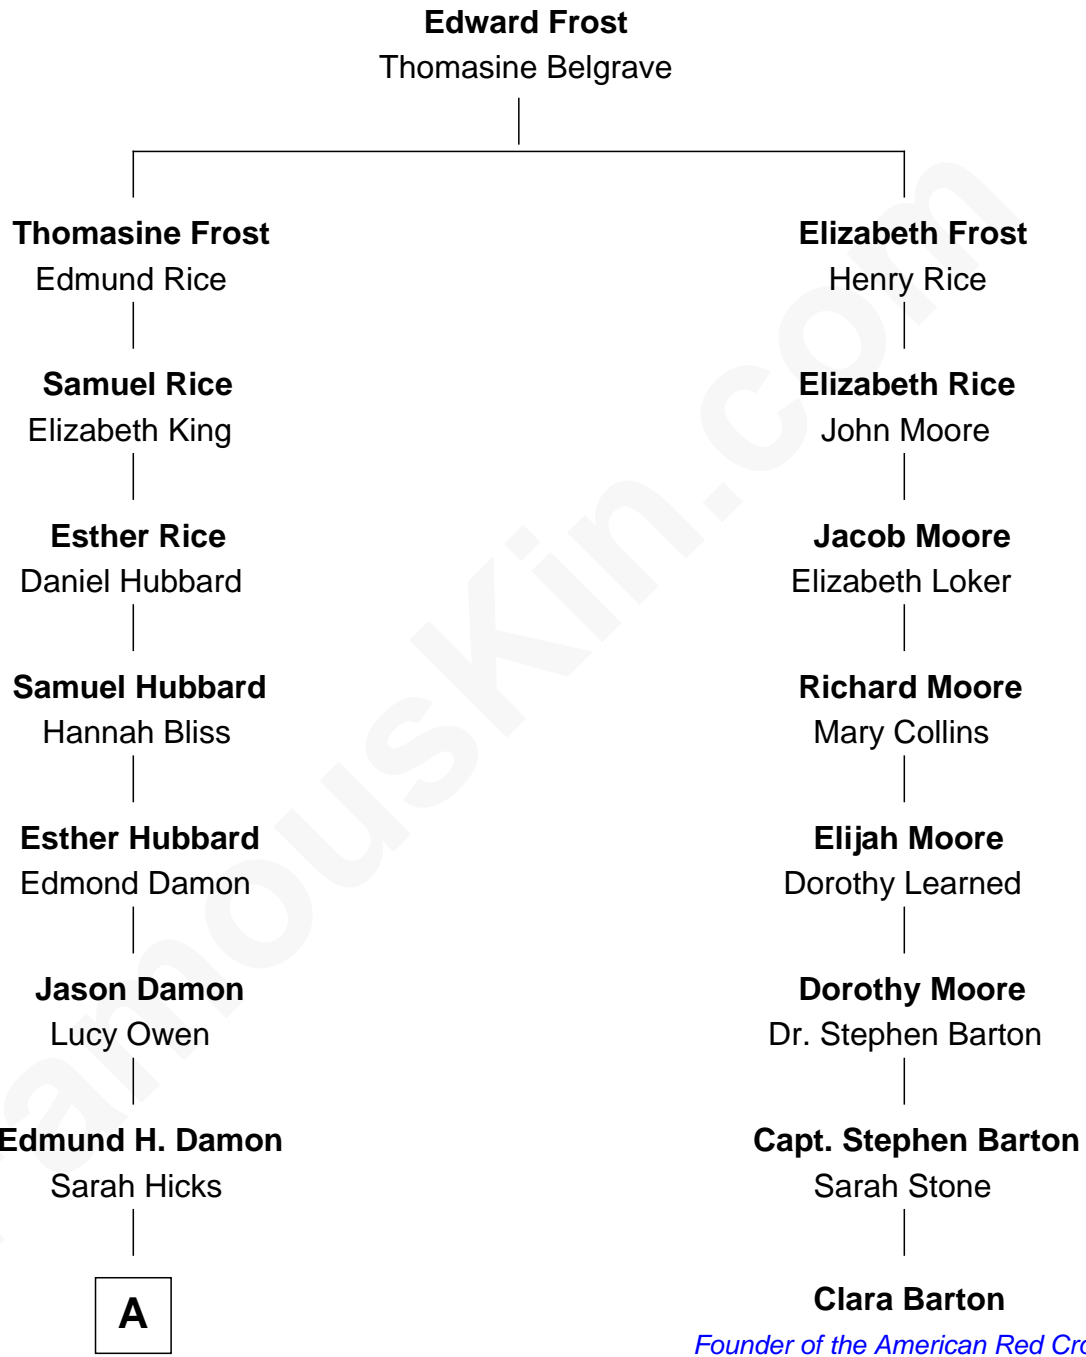 Edward Frost
Thomasine Belgrave
Thomasine Frost
Edmund Rice
Elizabeth Frost
Henry Rice
Samuel Rice
Elizabeth King
Elizabeth Rice
John Moore
Esther Rice
Daniel Hubbard
Jacob Moore
Elizabeth Loker
Samuel Hubbard
Hannah Bliss
Richard Moore
Mary Collins
Esther Hubbard
Edmond Damon
Elijah Moore
Dorothy Learned
Jason Damon
Lucy Owen
Dorothy Moore
Dr. Stephen Barton
Edmund H. Damon
Sarah Hicks
Capt. Stephen Barton
Sarah Stone
A
Clara Barton
Founder of the American Red Cro
amouskin.com